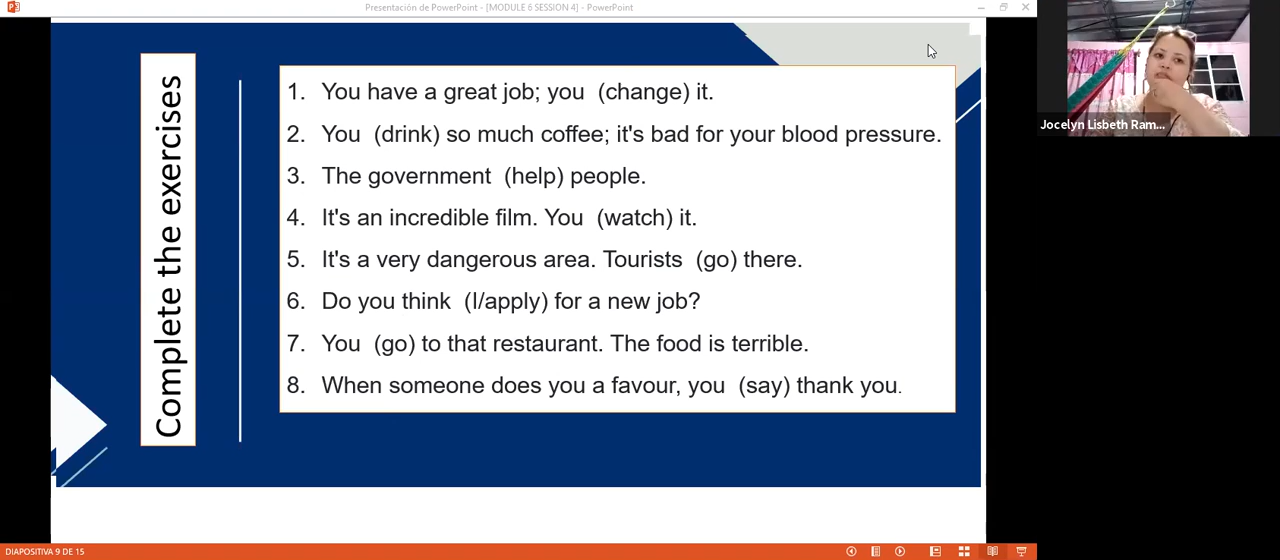 Presentación de PowerPoint - [MODULE 6 SESSION 4] - PowerPoint
Complete the exercises
1. You have a great job; you (change) it.
2. You (drink) so much coffee; it's bad for your blood pressure.
3. The government (help) people.
4. It's an incredible film. You (watch) it.
5. It's a very dangerous area. Tourists (go) there.
6. Do you think (I/apply) for a new job?
7. You (go) to that restaurant. The food is terrible.
8. When someone does you a favour, you (say) thank you.
Jocelyn Lisbeth Ram...
DIAPOSITIVA 9 DE 15